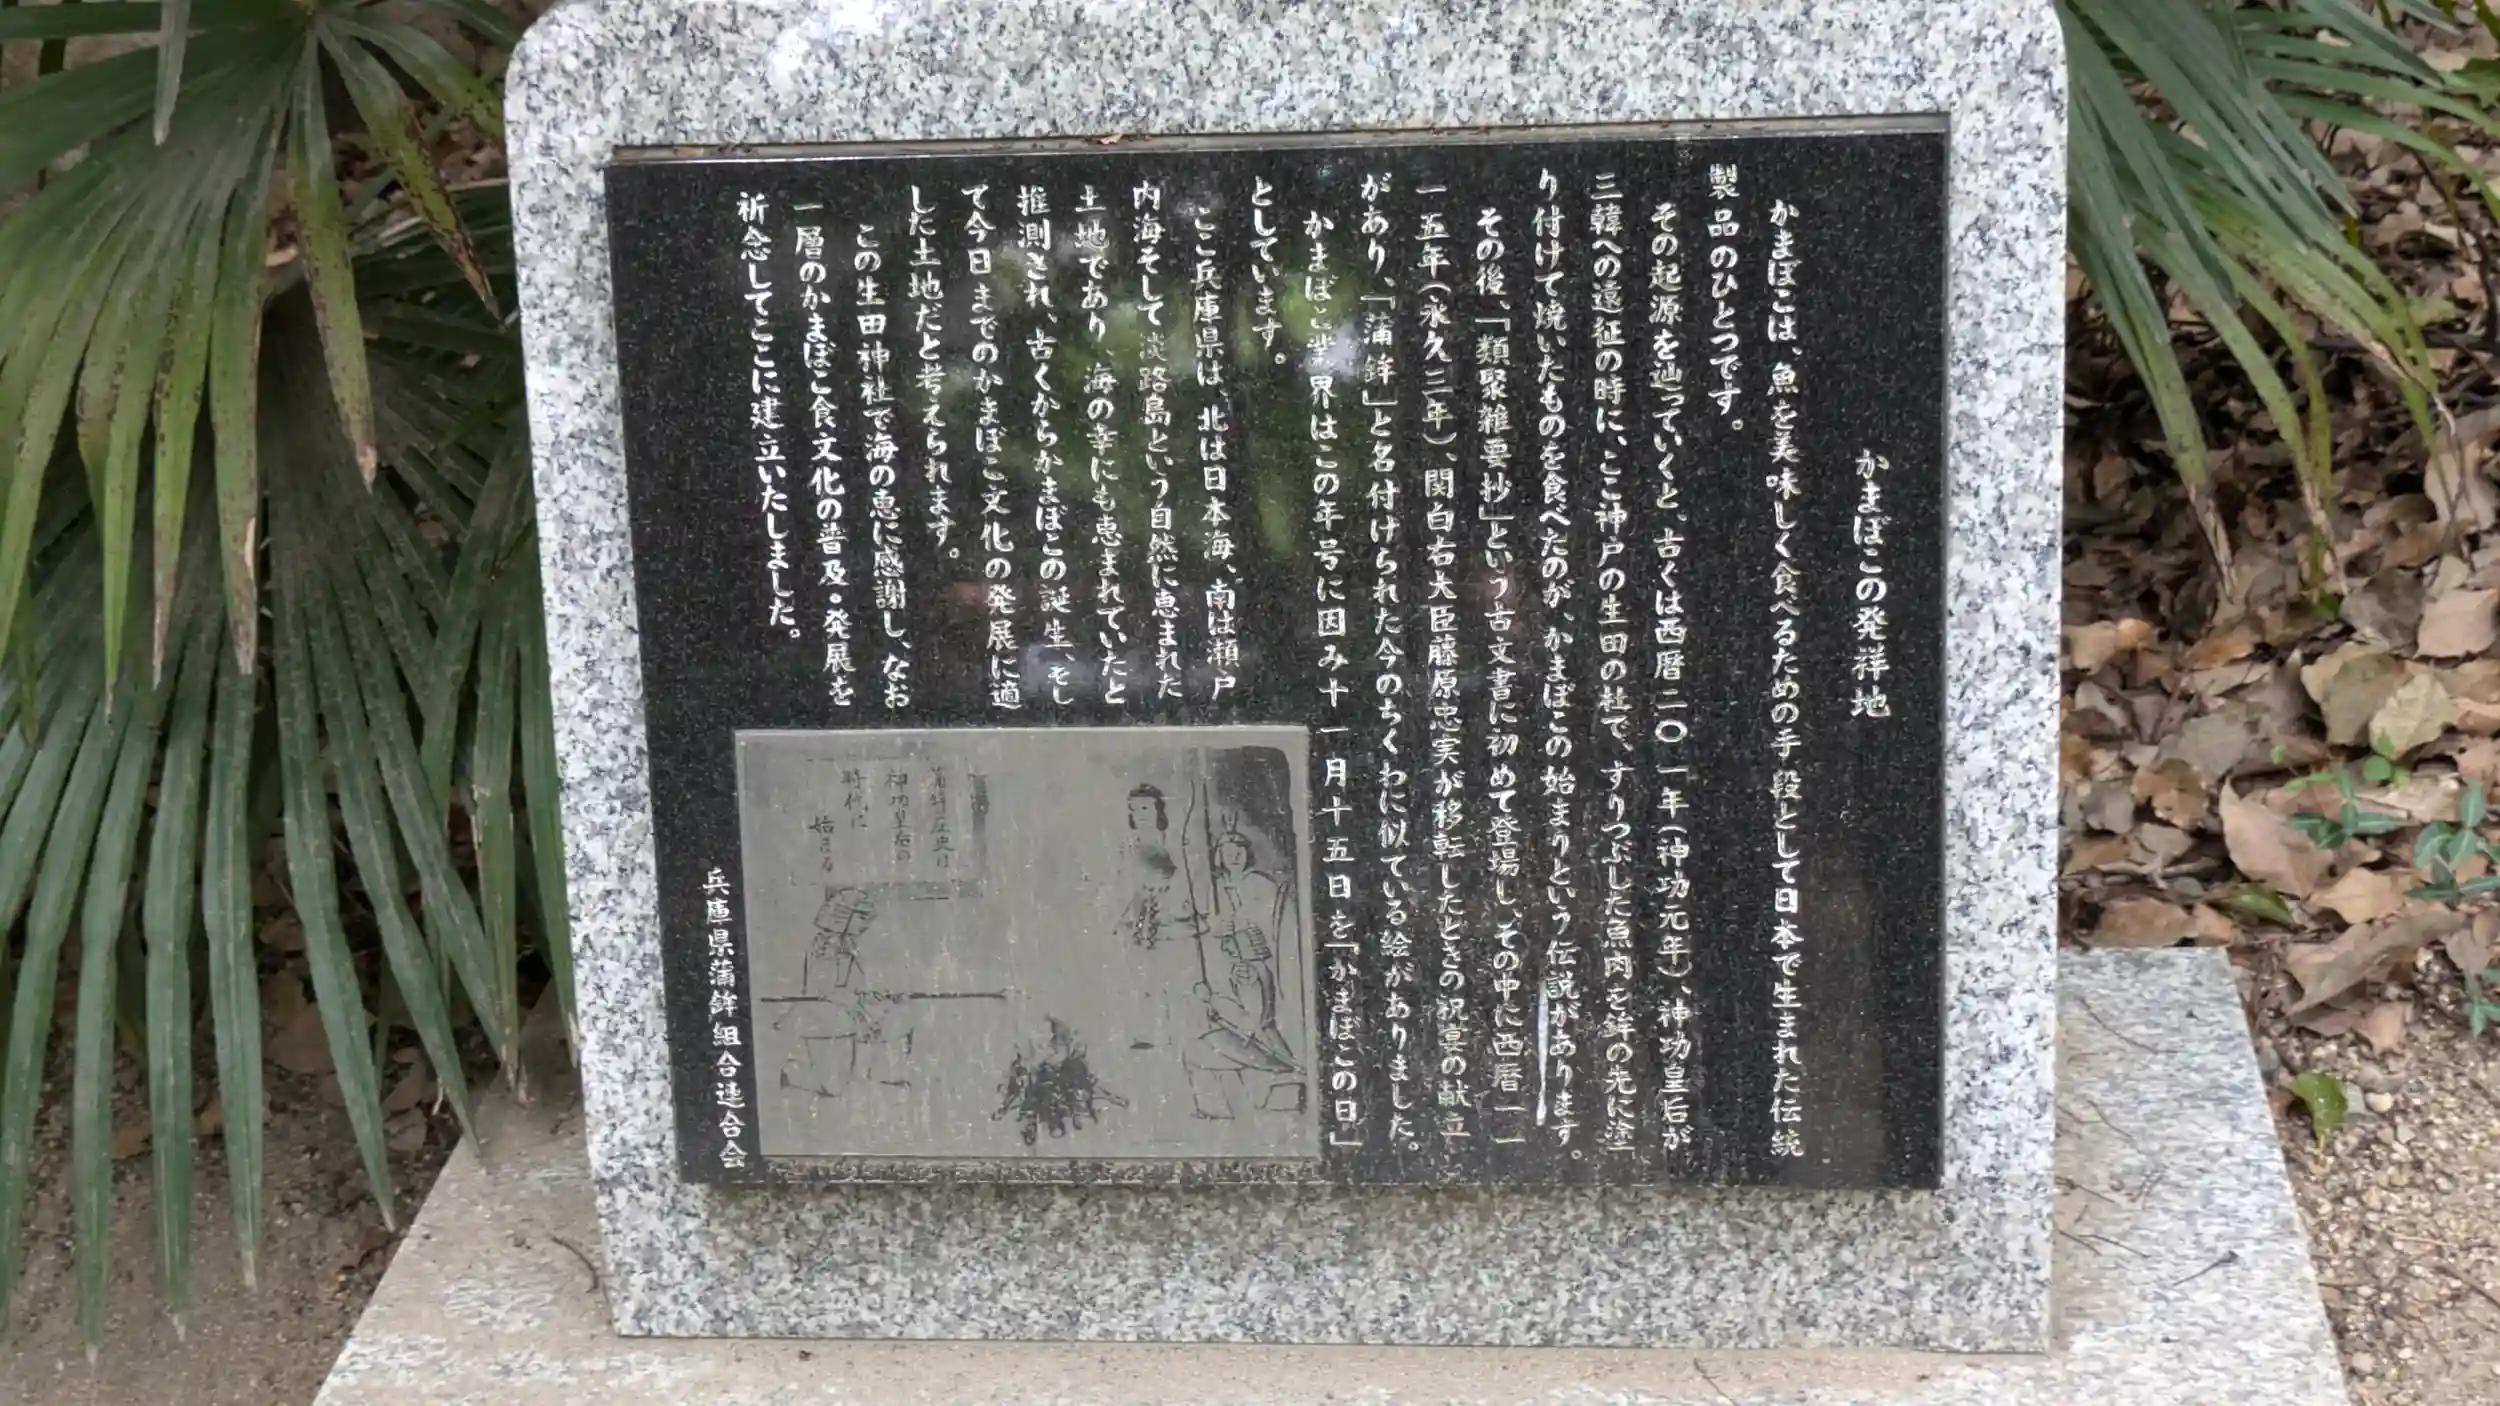 かまぼこの発祥地
かまぼこは、魚を美味しく食べるための手段として日本で生まれた伝統
製品のひとつです。
その起源を辿っていくと、古くは西暦二〇一年（神功元年）、神功皇后が
三韓への遠征の時に、ここ神戸の生田の杜で、すりつぶした魚肉を鉾の先に塗
り付けて焼いたものを食べたのが、かまぼこの始まりという伝説があります。
その後、「類聚雑要抄」という古文書に初めて登場し、その中に西暦一一
一五年（永久三年）、関白右大臣藤原忠実が移転したときの祝宴の献立
があり、「蒲鉾」と名付けられた今のちくわに似ている絵がありました。
かまぼこ業界はこの年号に因み十一月十五日を「かまぼこの日」
としています。
ここ兵庫県は、北は日本海、南は瀬戸
内海そして淡路島という自然に恵まれた
土地であり、海の幸にも恵まれていたと
推測され、古くからかまぼこの誕生、そし
て今日までのかまぼこ文化の発展に適
した土地だと考えられます。
この生田神社で海の恵に感謝し、なお
一層のかまぼこ食文化の普及・発展を
祈念してここに建立いたしました。
蒲鉾歴史は
神功皇后の
時代に
始まる
兵庫県蒲鉾組合連合会